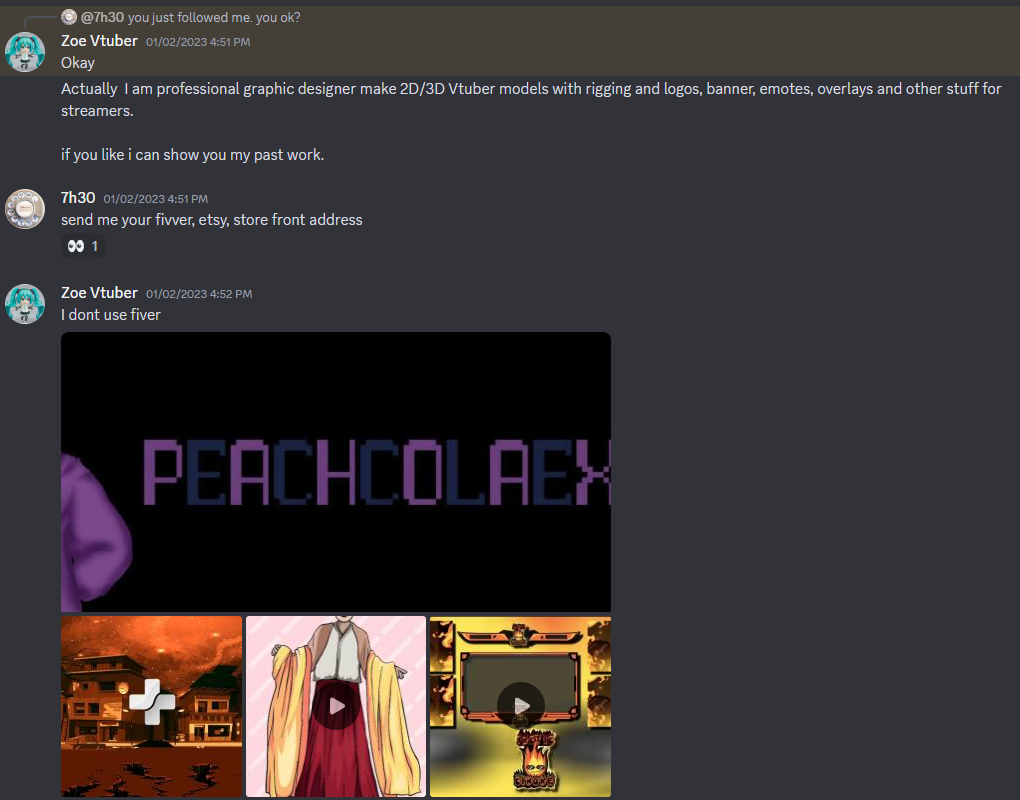 @7h30 you just followed me. you ok?
Zoe Vtuber 01/02/2023 4:51 PM
Okay
Actually  I am professional graphic designer make 2D/3D Vtuber models with rigging and logos, banner, emotes, overlays and other stuff for
streamers.
if you like i can show you my past work.
7h30 01/02/2023 4:51 PM
send me your fivver, etsy, store front address
👀 1
Zoe Vtuber 01/02/2023 4:52 PM
I dont use fiver
PEACHCOLAEX